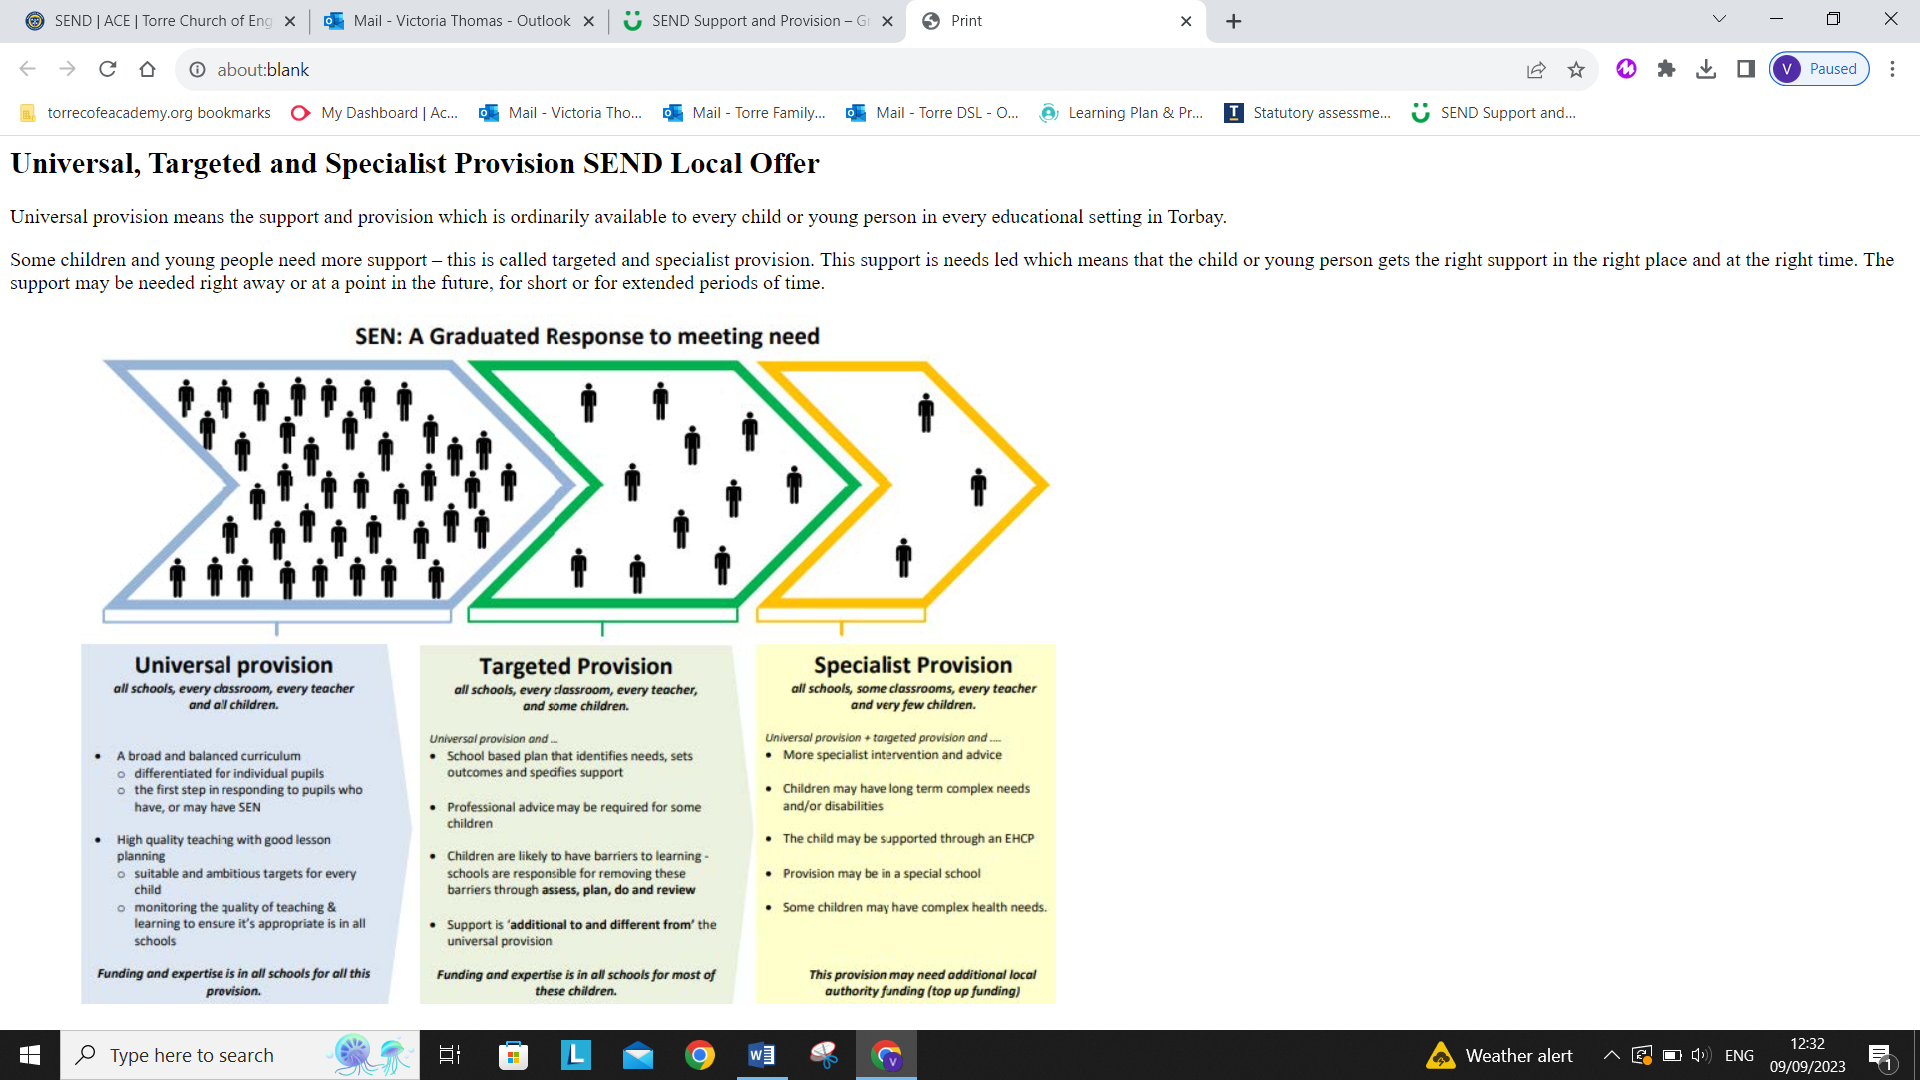 SEND | ACE | Torre Church of Eng
Mail - Victoria Thomas - Outlook
SEND Support and Provision – Gr
Print
about:blank
V Paused
torrecofeacademy.org bookmarks
My Dashboard | Ac...
Mail - Victoria Tho...
Mail - Torre Family...
Mail - Torre DSL - O...
Learning Plan & Pr...
Statutory assessme...
SEND Support and...
Universal, Targeted and Specialist Provision SEND Local Offer
Universal provision means the support and provision which is ordinarily available to every child or young person in every educational setting in Torbay.
Some children and young people need more support – this is called targeted and specialist provision. This support is needs led which means that the child or young person gets the right support in the right place and at the right time. The
support may be needed right away or at a point in the future, for short or for extended periods of time.
SEN: A Graduated Response to meeting need
Universal provision
all schools, every classroom, every teacher
and all children.
• A broad and balanced curriculum
o differentiated for individual pupils
o the first step in responding to pupils who
have, or may have SEN
• High quality teaching with good lesson
planning
o suitable and ambitious targets for every
child
o monitoring the quality of teaching &
learning to ensure it's appropriate is in all
schools
Funding and expertise is in all schools for all this
provision.
Targeted Provision
all schools, every classroom, every teacher,
and some children.
Universal provision and ...
• School based plan that identifies needs, sets
outcomes and specifies support
• Professional advice may be required for some
children
• Children are likely to have barriers to learning -
schools are responsible for removing these
barriers through assess, plan, do and review
• Support is 'additional to and different from' the
universal provision
Funding and expertise is in all schools for most of
these children.
Specialist Provision
all schools, some classrooms, every teacher
and very few children.
Universal provision + targeted provision and ....
• More specialist intervention and advice
• Children may have long term complex needs
and/or disabilities
• The child may be supported through an EHCP
• Provision may be in a special school
• Some children may have complex health needs.
This provision may need additional local
authority funding (top up funding)
Type here to search
L
W
V
Weather alert
ENG
12:32
09/09/2023
1